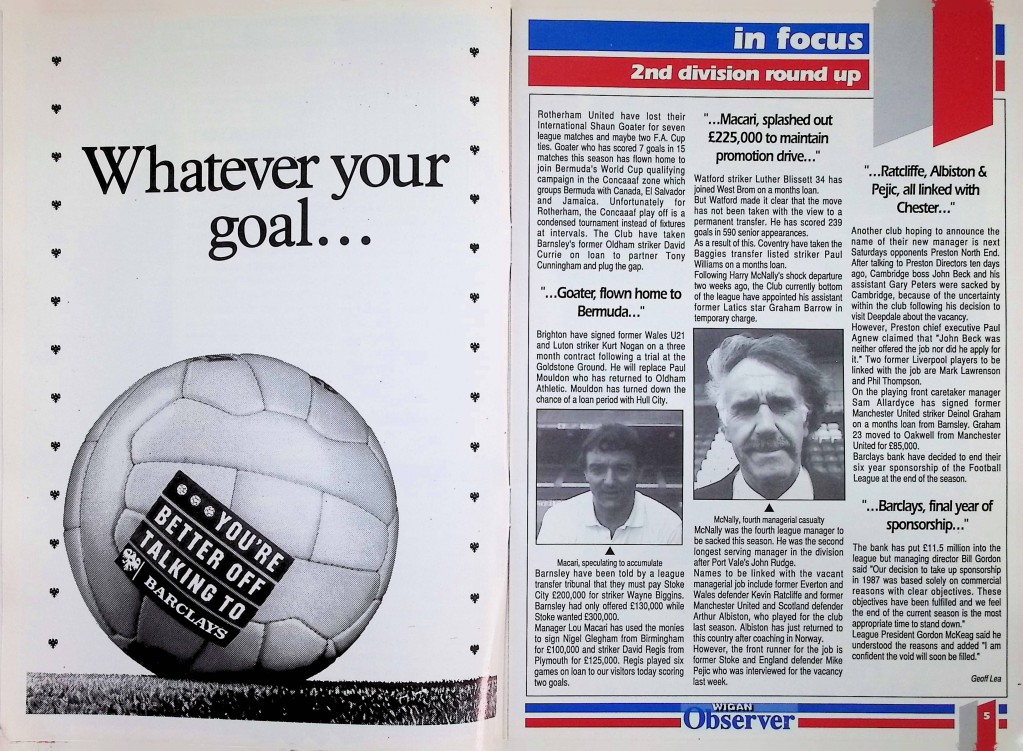 Whatever your
goal...
YOU'RE
BETTER OFF
TALKING TO
BARCLAYS
in focus
2nd division round up
Rotherham United have lost their
International Shaun Goater for seven
league matches and maybe two F.A. Cup
ties. Goater who has scored 7 goals in 15
matches this season has flown home to
join Bermuda's World Cup qualifying
campaign in the Concaaaf zone which
groups Bermuda with Canada, El Salvador
and Jamaica. Unfortunately for
Rotherham, the Concaaaf play off is a
condensed tournament instead of fixtures
at intervals. The Club have taken
Barnsley's former Oldham striker David
Currie on loan to partner Tony
Cunningham and plug the gap.
"...Goater, flown home to
Bermuda..."
Brighton have signed former Wales U21
and Luton striker Kurt Nogan on a three
month contract following a trial at the
Goldstone Ground. He will replace Paul
Mouldon who has returned to Oldham
Athletic. Mouldon has turned down the
chance of a loan period with Hull City.
Macari, speculating to accumulate
Barnsley have been told by a league
transfer tribunal that they must pay Stoke
City £200,000 for striker Wayne Biggins.
Barnsley had only offered £130,000 while
Stoke wanted £300,000.
Manager Lou Macari has used the monies
to sign Nigel Glegham from Birmingham
for £100,000 and striker David Regis from
Plymouth for £125,000. Regis played six
games on loan to our visitors today scoring
two goals.
"...Macari, splashed out
£225,000 to maintain
promotion drive..."
Watford striker Luther Blissett 34 has
joined West Brom on a months loan.
But Watford made it clear that the move
has not been taken with the view to a
permanent transfer. He has scored 239
goals in 590 senior appearances.
As a result of this. Coventry have taken the
Baggies transfer listed striker Paul
Wiliams on a months loan.
Following Harry McNally's shock departure
two weeks ago, the Club currently bottom
of the league have appointed his assistant
former Latics star Graham Barrow in
temporary charge.
McNally, fourth managerial casualty
McNally was the fourth league manager to
be sacked this season. He was the second
longest serving manager in the division
after Port Vale's John Rudge.
Names to be linked with the vacant
managerial job include former Everton and
Wales defender Kevin Ratcliffe and former
Manchester United and Scotland defender
Arthur Albiston, who played for the club
last season. Albiston has just returned to
this country after coaching in Norway.
However, the front runner for the job is
former Stoke and England defender Mike
Pejic who was interviewed for the vacancy
last week.
"...Ratcliffe, Albiston &
Pejic, all linked with
Chester..."
Another club hoping to announce the
name of their new manager is next
Saturdays opponents Preston North End.
After talking to Preston Directors ten days
ago, Cambridge boss John Beck and his
assistant Gary Peters were sacked by
Cambridge, because of the uncertainty
within the club following his decision to
visit Deepdale about the vacancy.
However, Preston chief executive Paul
Agnew claimed that "John Beck was
neither offered the job nor did he apply for
it." Two former Liverpool players to be
linked with the job are Mark Lawrenson
and Phil Thompson.
On the playing front caretaker manager
Sam Allardyce has signed former
Manchester United striker Deinol Graham
on a months loan from Barnsley. Graham
23 moved to Oakwell from Manchester
United for £85,000.
Barclays bank have decided to end their
six year sponsorship of the Football
League at the end of the season.
"...Barclays, final year of
sponsorship..."
The bank has put £11.5 million into the
league but managing director Bill Gordon
said "Our decision to take up sponsorship
in 1987 was based solely on commercial
reasons with clear objectives. These
objectives have been fulfilled and we feel
the end of the current season is the most
appropriate time to stand down."
League President Gordon McKeag said he
understood the reasons and added "I am
confident the void will soon be filled."
Geoff Lea
WIGAN
Observer
5